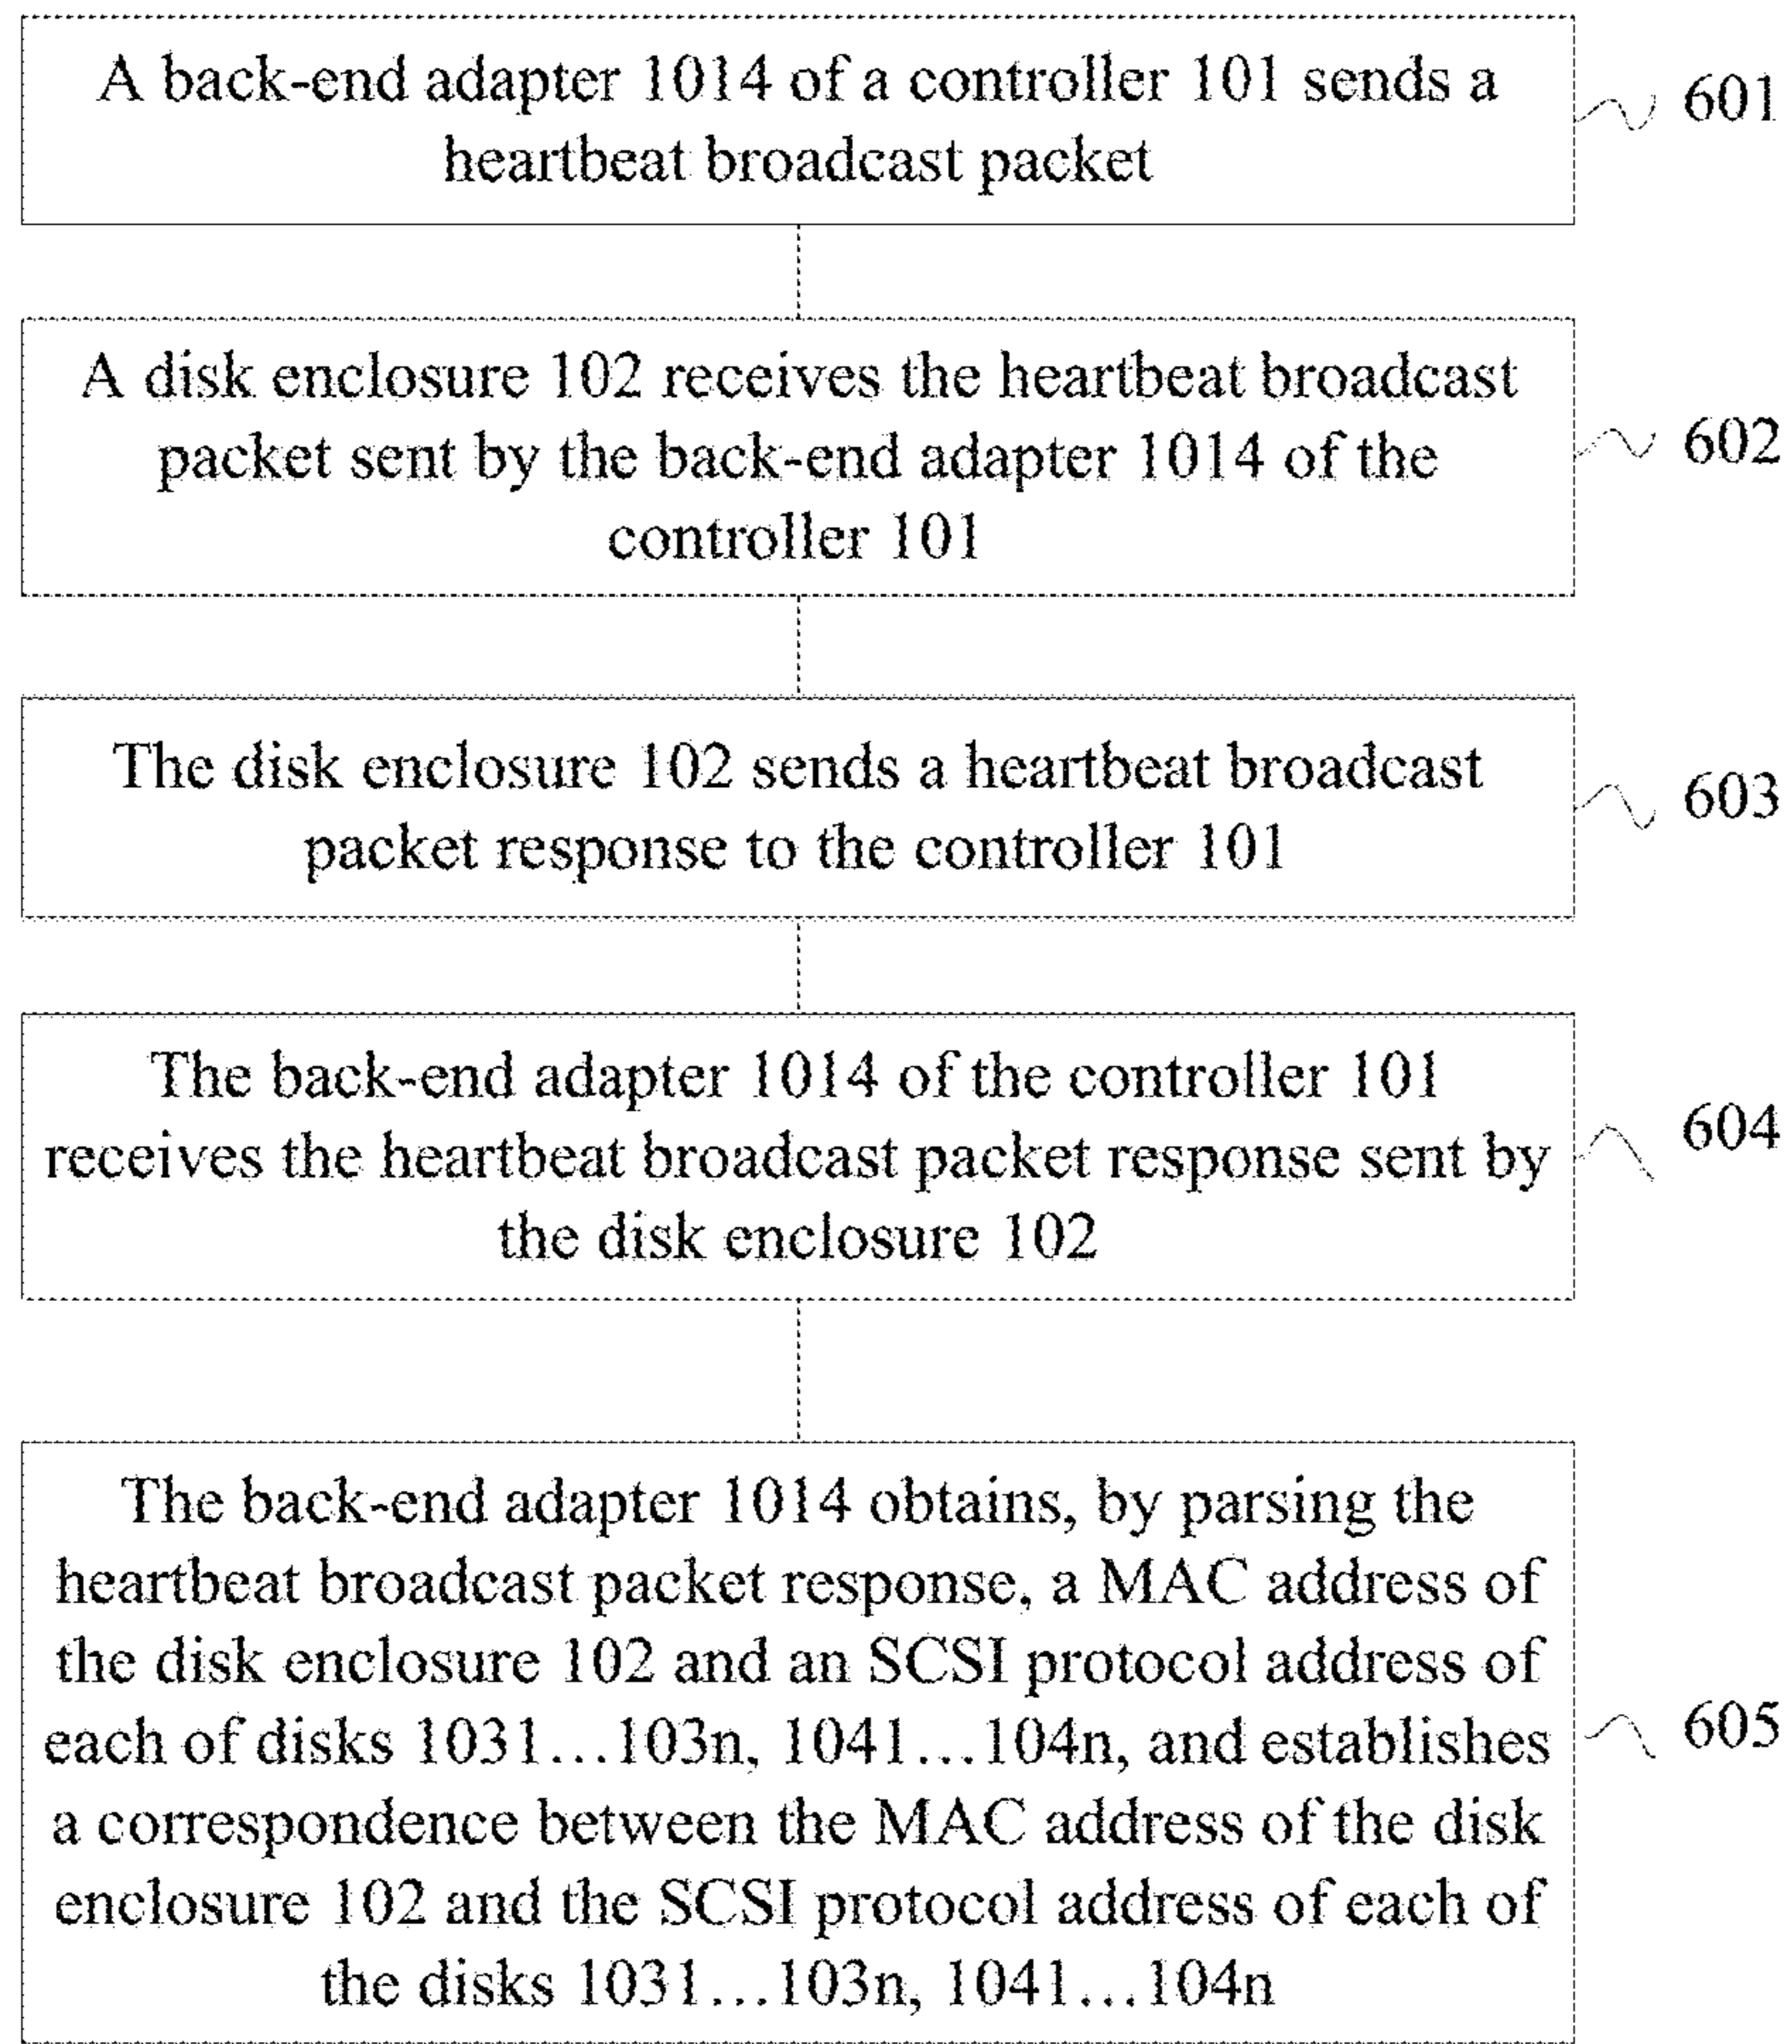 A back-end adapter 1014 of a controller 101 sends a
heartbeat broadcast packet
601
A disk enclosure 102 receives the heartbeat broadcast
packet sent by the back-end adapter 1014 of the
controller 101
602
The disk enclosure 102 sends a heartbeat broadcast
packet response to the controller 101
603
The back-end adapter 1014 of the controller 101
receives the heartbeat broadcast packet response sent by
the disk enclosure 102
604
The back-end adapter 1014 obtains, by parsing the
heartbeat broadcast packet response, a MAC address of
the disk enclosure 102 and an SCSI protocol address of
each of disks 1031...103n, 1041...104n, and establishes
a correspondence between the MAC address of the disk
enclosure 102 and the SCSI protocol address of each of
the disks 1031...103n, 1041...104n
605